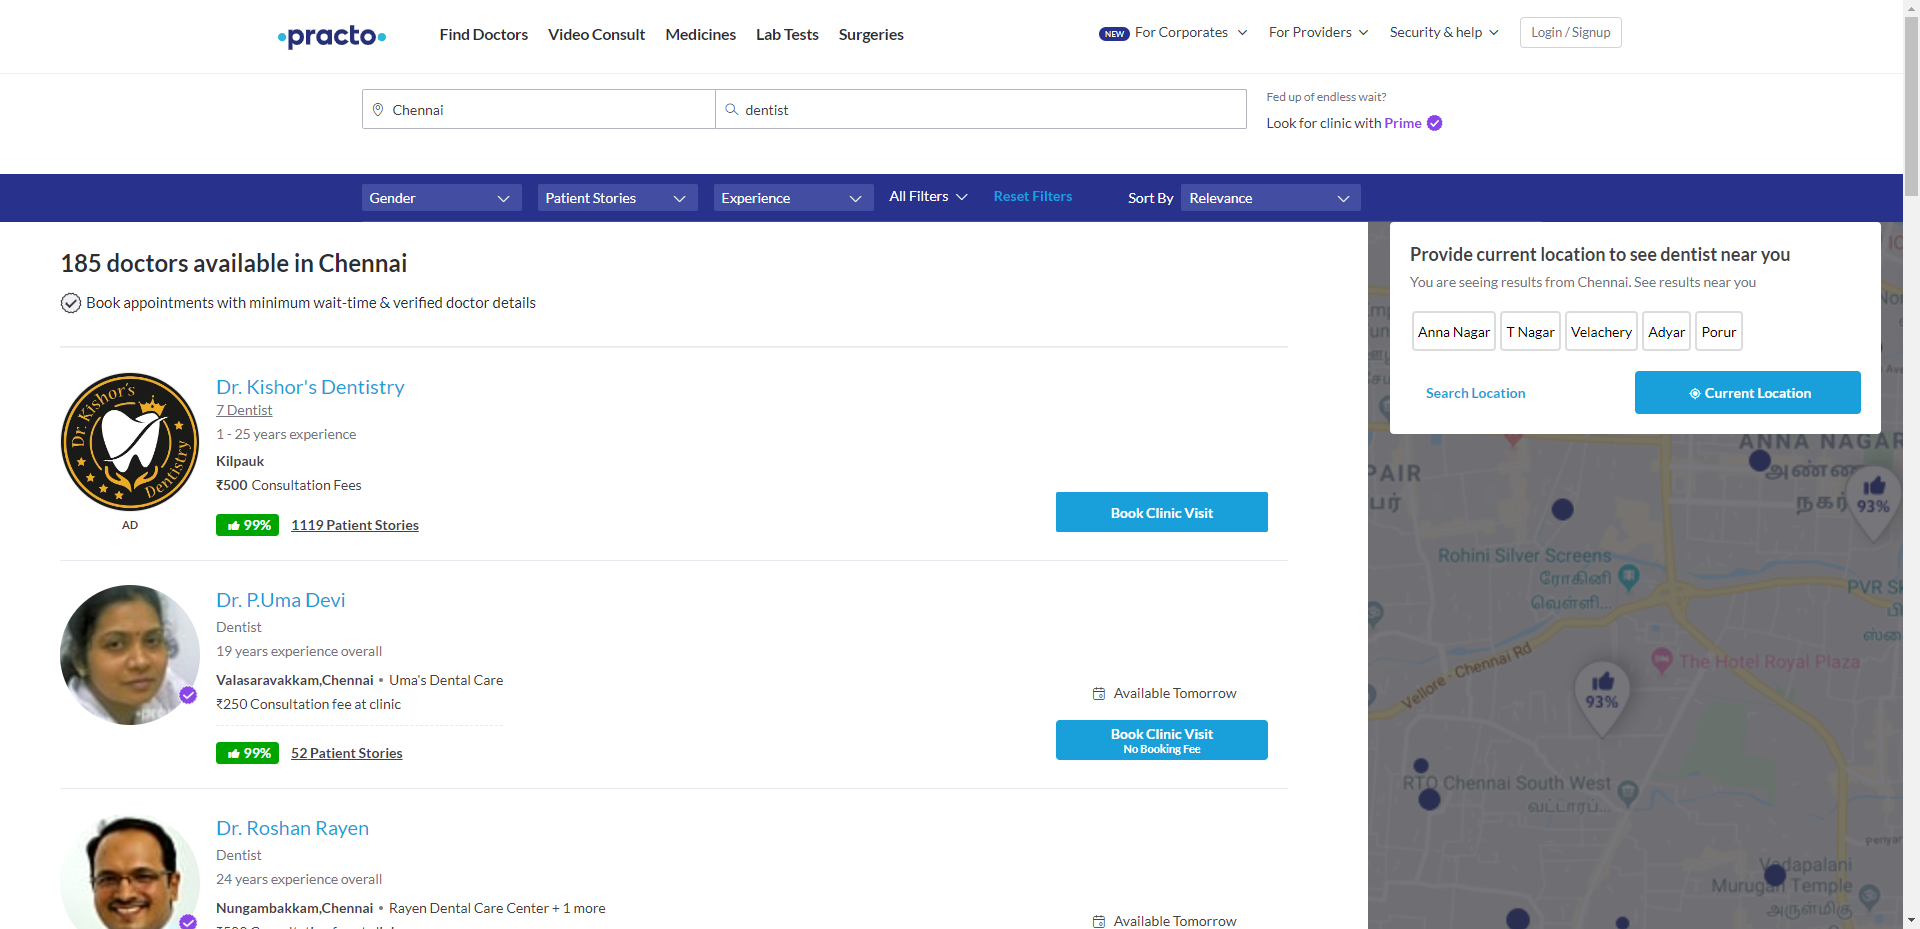 practo
Find Doctors
Video Consult
Medicines
Lab Tests
Surgeries
NEW For Corporates
For Providers
Security & help
Login / Signup
Chennai
dentist
Fed up of endless wait?
Look for clinic with Prime
Gender
Patient Stories
Experience
All Filters
Reset Filters
Sort By
Relevance
185 doctors available in Chennai
Book appointments with minimum wait-time & verified doctor details
Dr. Kishor's
Dentistry
AD
Dr. Kishor's Dentistry
7 Dentist
1 - 25 years experience
Kilpauk
₹500 Consultation Fees
99%
1119 Patient Stories
Book Clinic Visit
Dr. P.Uma Devi
Dentist
19 years experience overall
Valasaravakkam,Chennai • Uma's Dental Care
₹250 Consultation fee at clinic
99%
52 Patient Stories
Available Tomorrow
Book Clinic Visit
No Booking Fee
Dr. Roshan Rayen
Dentist
24 years experience overall
Nungambakkam,Chennai • Rayen Dental Care Center + 1 more
Available Tomorrow
Provide current location to see dentist near you
You are seeing results from Chennai. See results near you
Anna Nagar
T Nagar
Velachery
Adyar
Porur
Search Location
Current Location
ANNA NAGAR
அண்ணா
நகர்
PAIR
பர்
93%
Rohini Silver Screens
ரோகினி
வெள்ளி...
PVR SK
Vellore - Chennai Rd
The Hotel Royal Plaza
93%
RTO Chennai South West
வட்டாரப்...
Vadapalani
Murugan Temple
அருள்மிகு